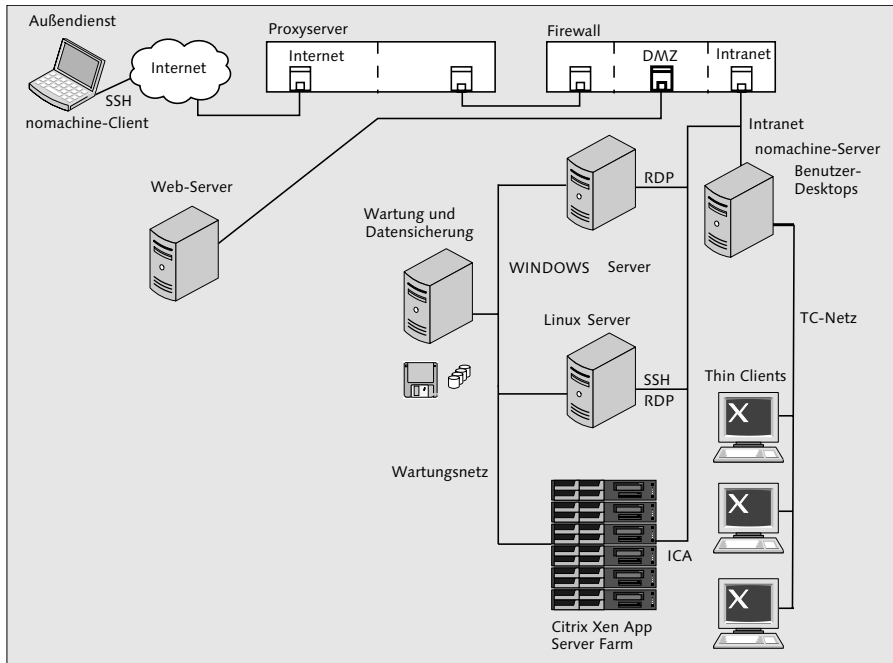 Außendienst
Proxyserver
Firewall
Internet
Internet
DMZ
Intranet
SSH
nomachine-Client
Intranet
nomachine-Server
Benutzer-
Desktops
Web-Server
RDP
Wartung und
Datensicherung
WINDOWS Server
Linux Server
TC-Netz
SSH
RDP
Thin Clients
X
Wartungsnetz
X
ICA
X
Citrix Xen App
Server Farm